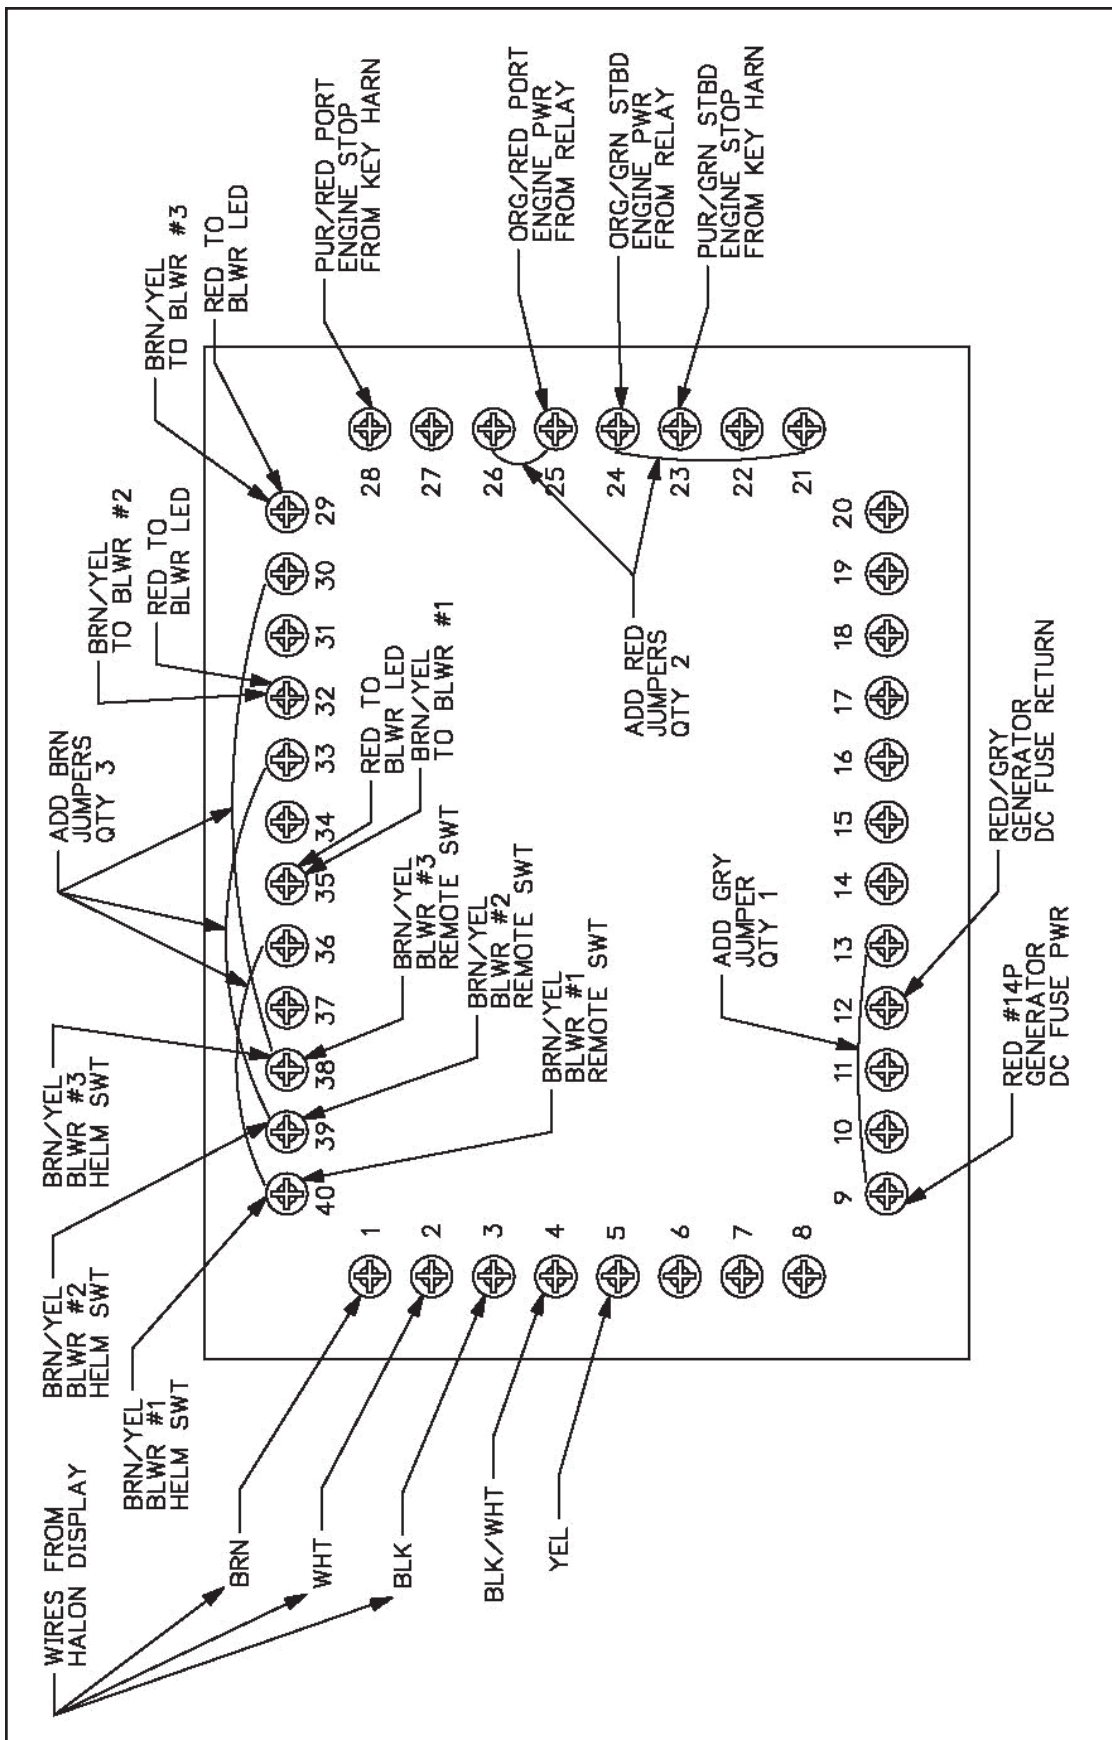 WIRES FROM
HALON DISPLAY
BRN
WHT
BLK
BLK/WHT
YEL
BRN/YEL
BLWR #1
HELM SWT
BRN/YEL
BLWR #2
HELM SWT
BRN/YEL
BLWR #3
HELM SWT
ADD BRN
JUMPERS
QTY 3
BRN/YEL
TO BLWR #2
RED TO
BLWR LED
BRN/YEL
TO BLWR #3
RED TO
BLWR LED
PUR/RED PORT
ENGINE STOP
FROM KEY HARN
ORG/RED PORT
ENGINE PWR
FROM RELAY
ORG/GRN STBD
ENGINE PWR
FROM RELAY
PUR/GRN STBD
ENGINE STOP
FROM KEY HARN
40
39
38
37
36
35
34
33
32
31
30
29
28
27
26
25
24
23
22
21
1
2
3
4
5
6
7
8
RED TO
BLWR LED
BRN/YEL
TO BLWR #1
BRN/YEL
BLWR #3
REMOTE SWT
BRN/YEL
BLWR #2
REMOTE SWT
BRN/YEL
BLWR #1
REMOTE SWT
ADD RED
JUMPERS
QTY 2
ADD GRY
JUMPER
QTY 1
9
10
11
12
13
14
15
16
17
18
19
20
RED #14P
GENERATOR
DC FUSE PWR
RED/GRY
GENERATOR
DC FUSE RETURN